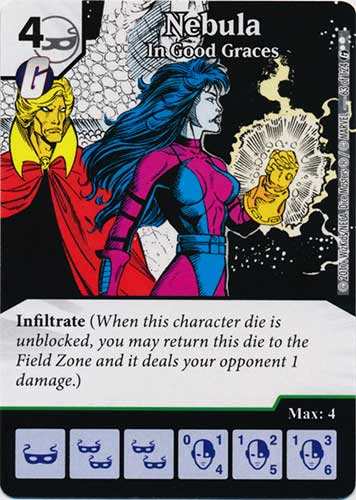 4
Nebula
In Good Graces
G
Infiltrate (When this character die is
unblocked, you may return this die to the
Field Zone and it deals your opponent 1
damage.)
Max: 4
0 1 4
1 2 5
1 3 6